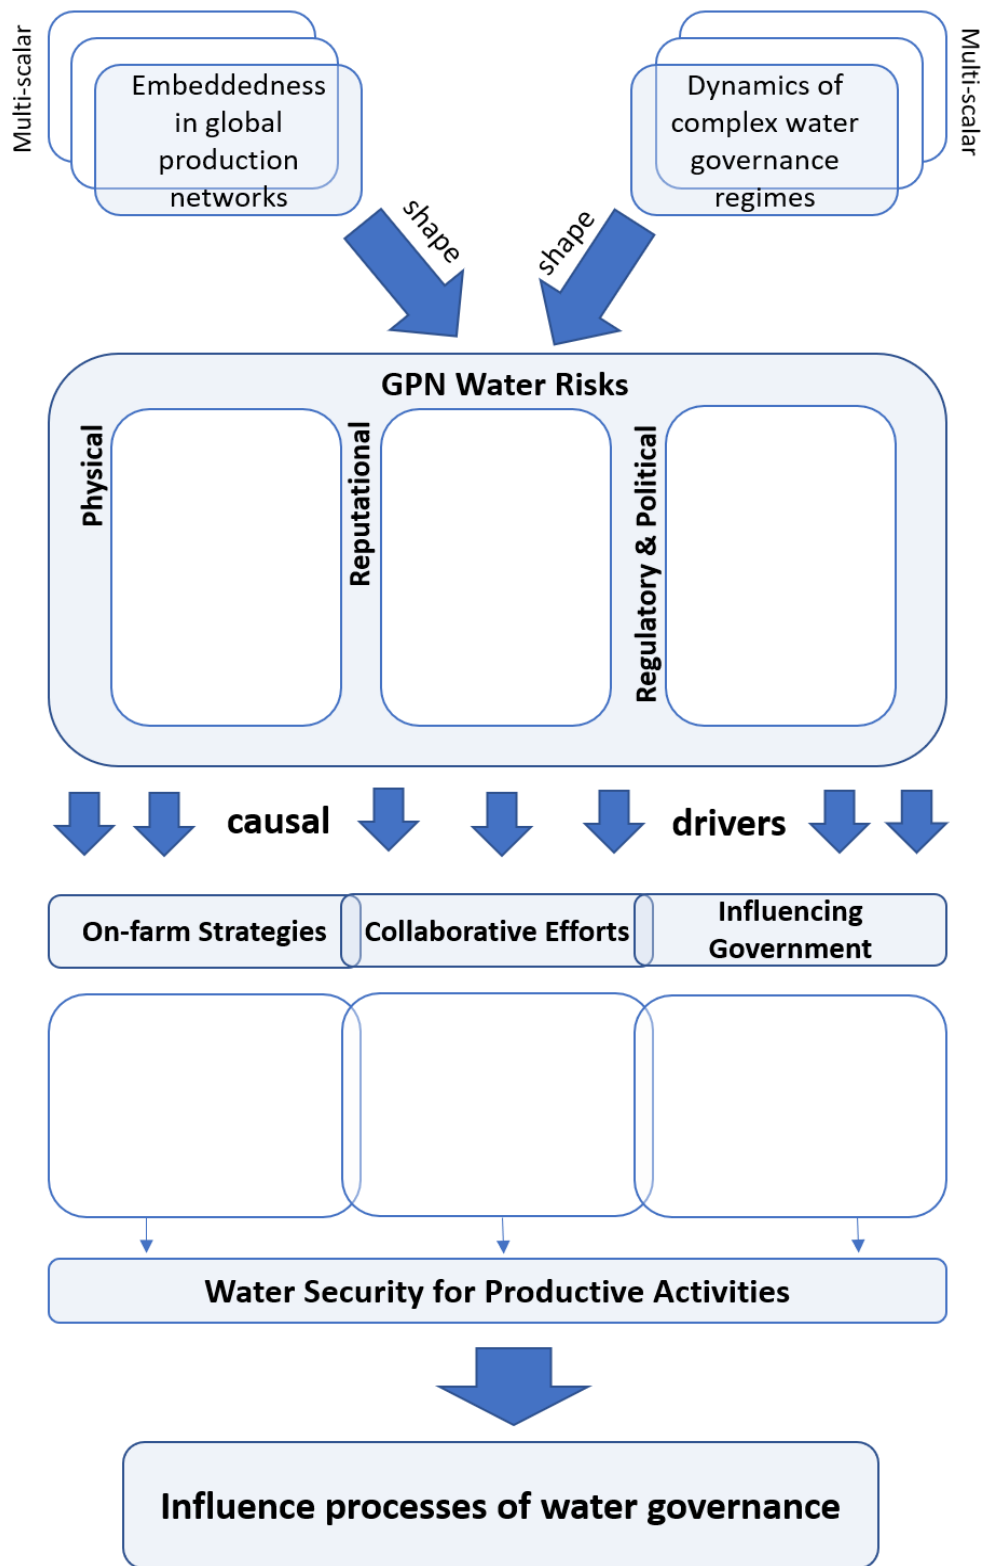 Multi-scalar
Embeddedness
in global
production
networks
Dynamics of
complex water
governance
regimes
Multi-scalar
shape
shape
GPN Water Risks
Physical
Reputational
Regulatory & Political
causal
drivers
On-farm Strategies
Collaborative Efforts
Influencing
Government
Water Security for Productive Activities
Influence processes of water governance